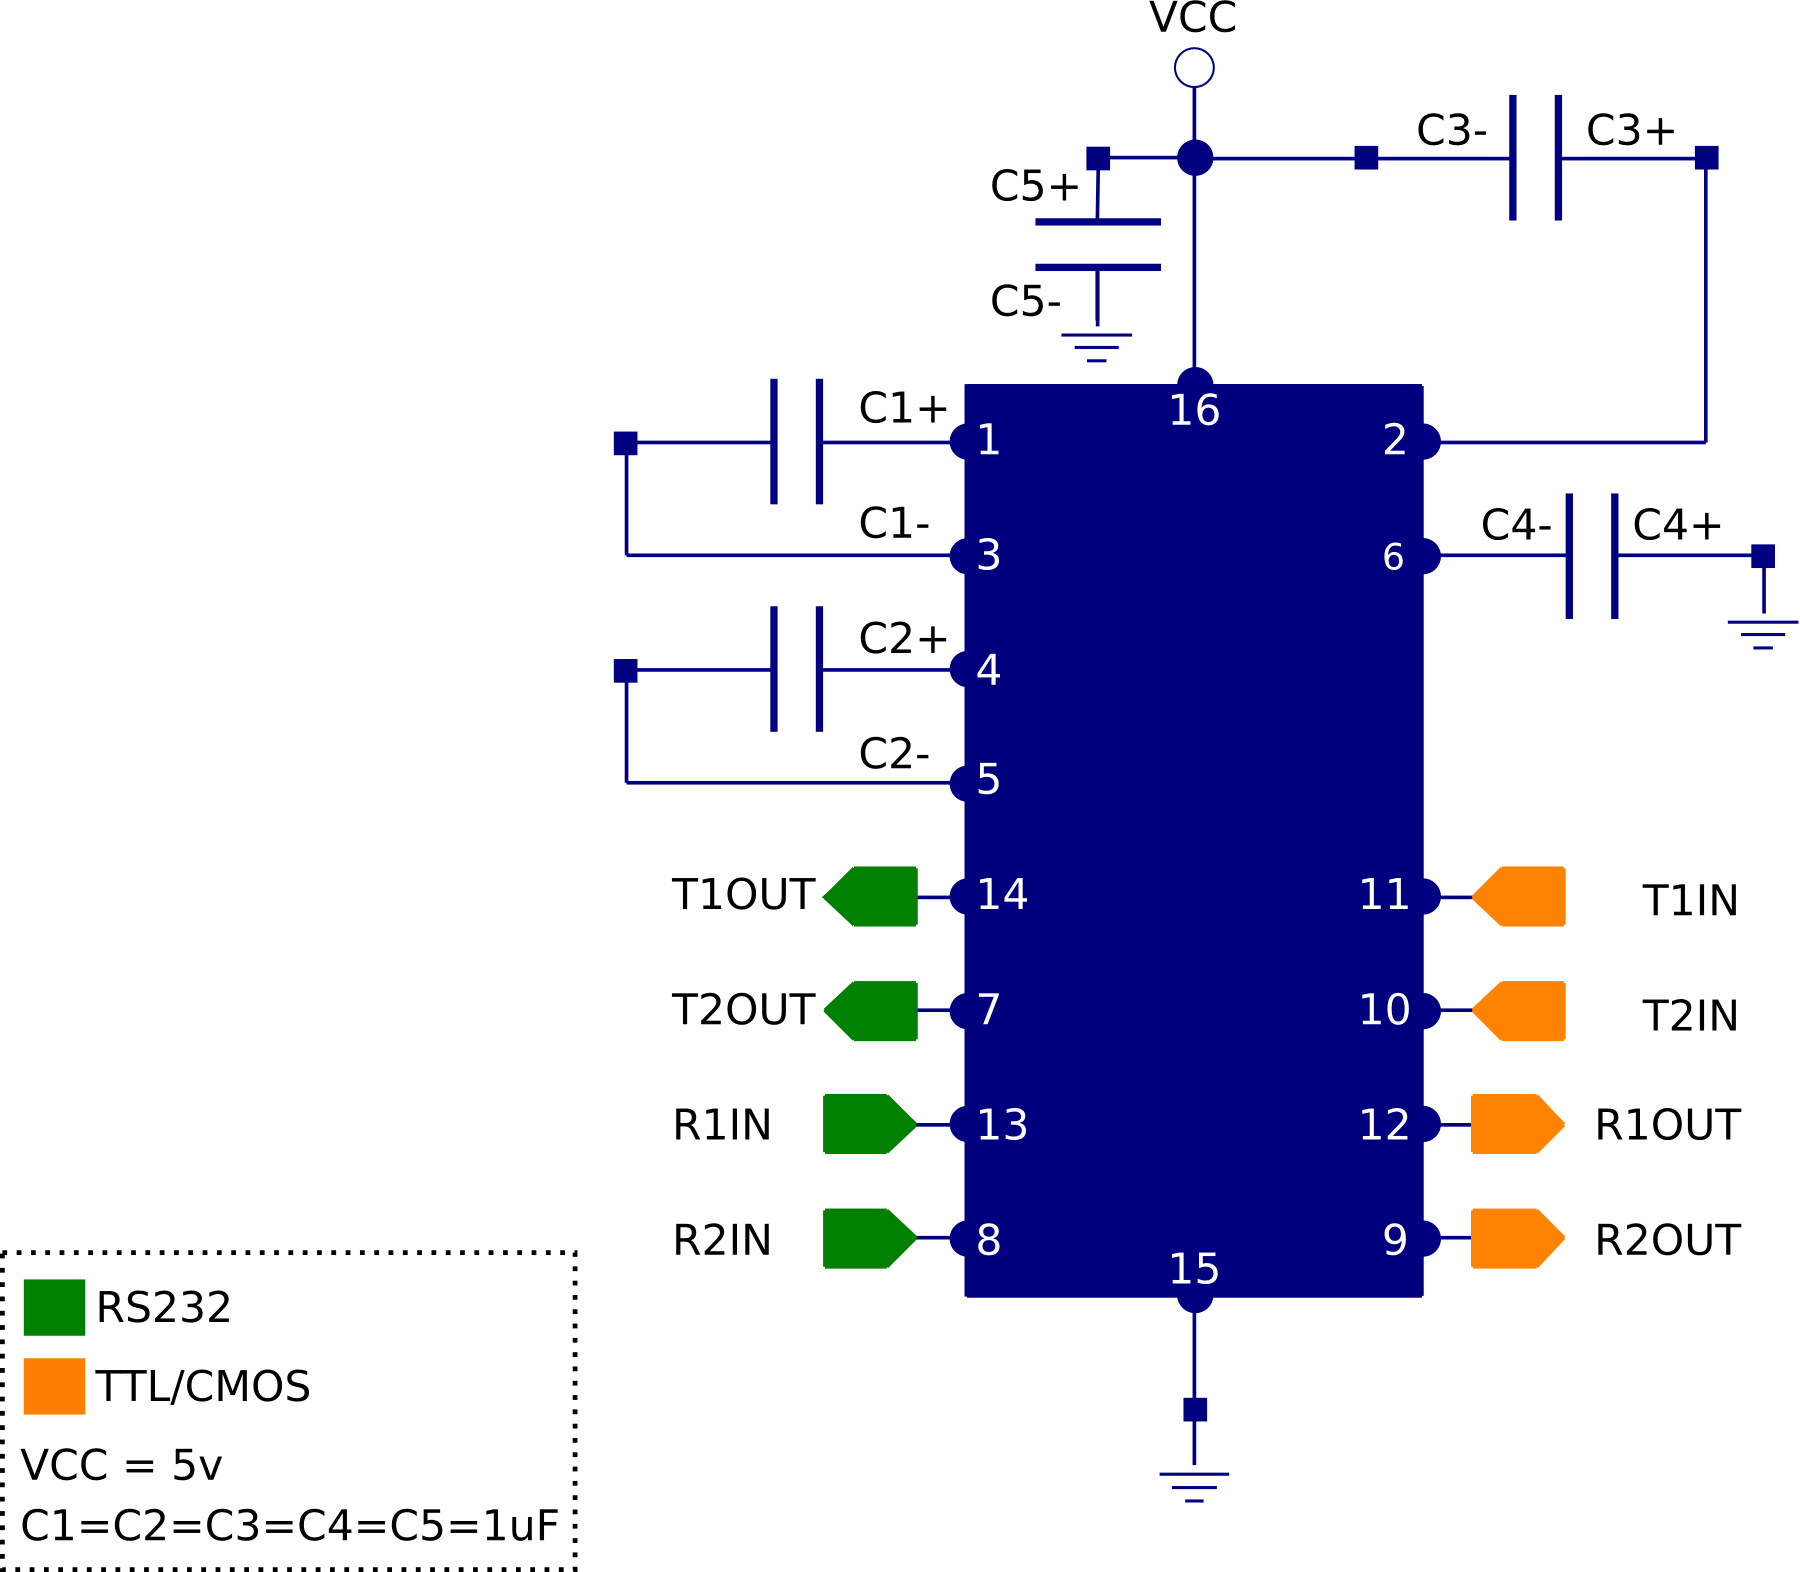 VCC
C3-
C3+
C5+
C5-
C1+
16
1
2
C1-
C4-
C4+
3
6
C2+
4
C2-
5
T1OUT
14
11
T1IN
T2OUT
7
10
T2IN
R1IN
13
12
R1OUT
R2IN
8
9
R2OUT
15
RS232
TTL/CMOS
VCC = 5v
C1=C2=C3=C4=C5=1uF